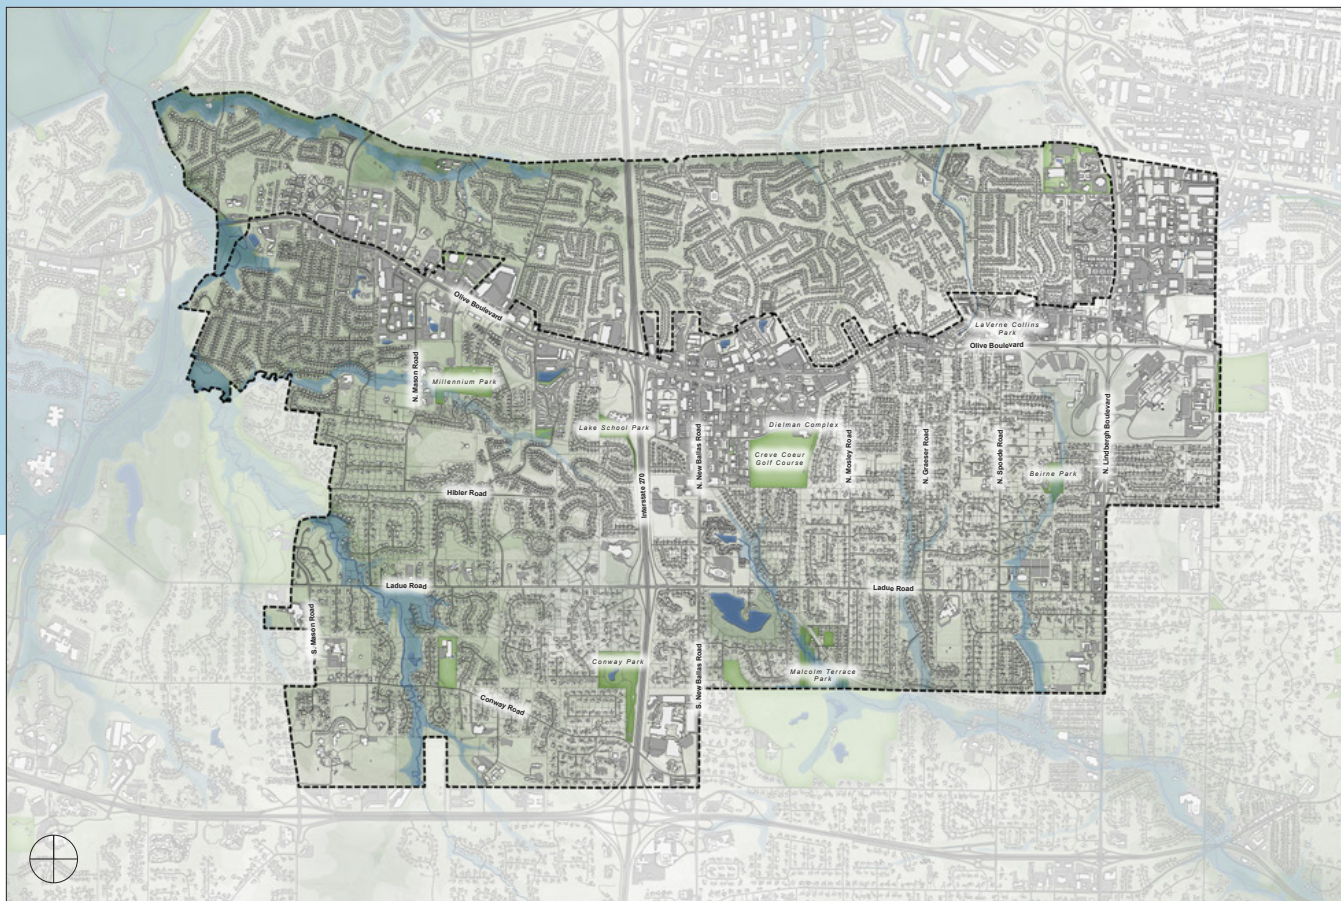 Olive Boulevard
LaVerne Collins
Park
Olive Boulevard
N. Mason Road
Millennium Park
Lake School Park
Dielman Complex
Creve Coeur
Golf Course
N. New Ballas Road
N. Mosley Road
N. Graeser Road
N. Spoede Road
N. Lindbergh Boulevard
Beirne Park
Hibler Road
Interstate 270
Ladue Road
Ladue Road
S. Mason Road
Conway Park
S. New Ballas Road
Malcolm Terrace
Park
Conway Road